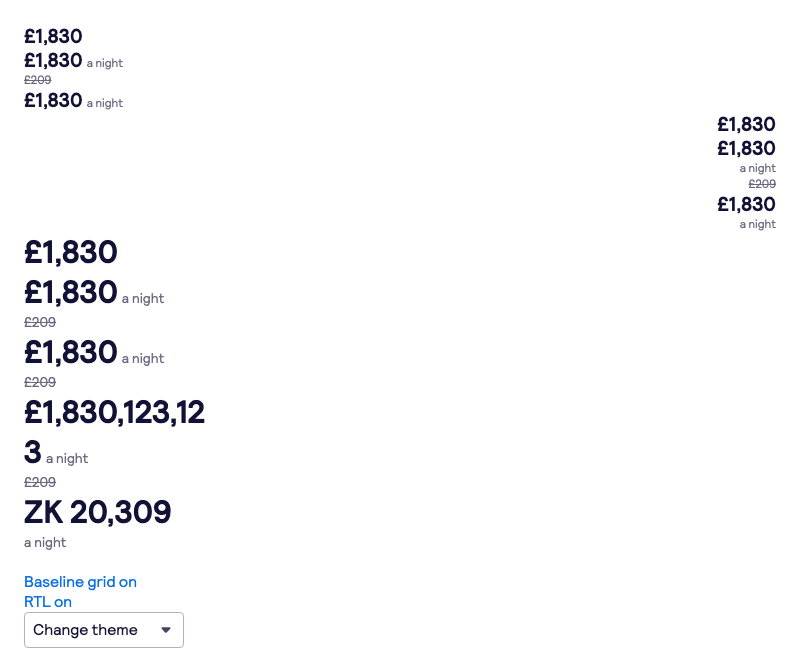 £1,830
£1,830 a night
£209
£1,830 a night
£1,830
£1,830
a night
£209
£1,830
a night
£1,830
£1,830 a night
£209
£1,830 a night
£209
£1,830,123,12
3 a night
£209
ZK 20,309
a night
Baseline grid on
RTL on
Change theme